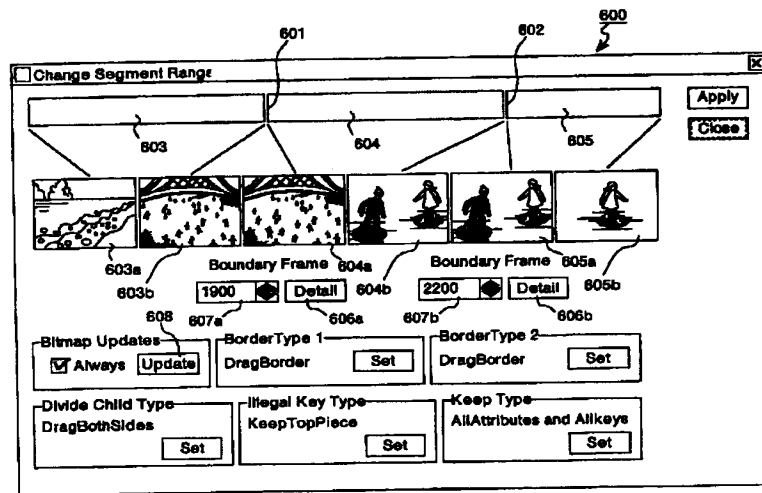 600
601
602
Change Segment Range
Apply
603
604
605
Close
603a
603b
604a
604b
605a
605b
Boundary Frame
Boundary Frame
1900
Detail
2200
Detail
607a
606a
607b
606b
608
Bitmap Updates
Always
Update
BorderType 1
DragBorder
Set
BorderType 2
DragBorder
Set
Divide Child Type
DragBothSides
Set
Illegal Key Type
KeepTopPiece
Set
Keep Type
AllAttributes and Allkeys
Set